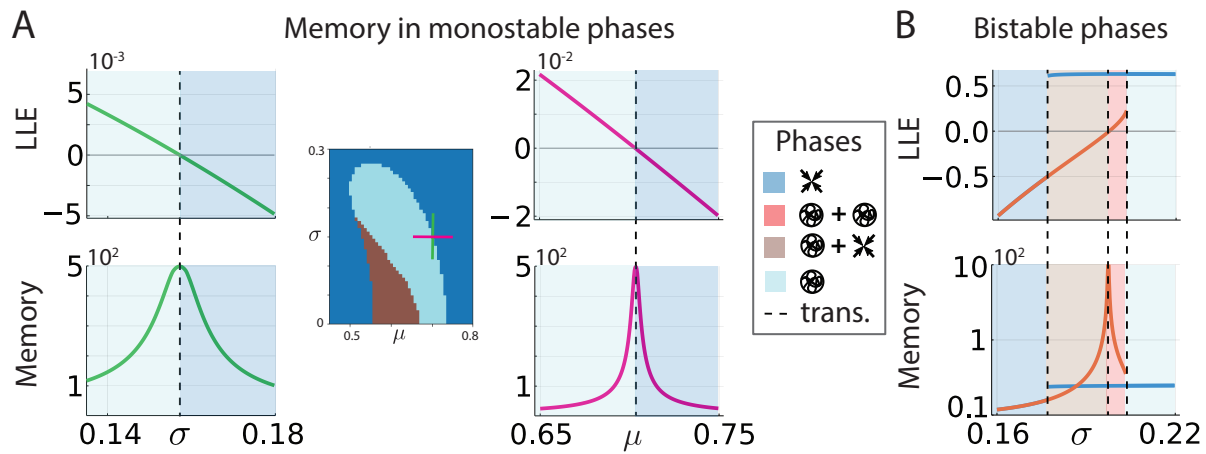 A
Memory in monostable phases
B
Bistable phases
10⁻³
LLE
5
0
−5
10⁻²
2
0
−2
LLE
0.5
0.0
−0.5
0.3
σ
0
0.5
μ
0.8
Phases
+
+
trans.
Memory
5
10²
1
0.14
σ
0.18
5
10²
1
0.65
μ
0.75
Memory
10
10²
1
0.1
0.16
σ
0.22